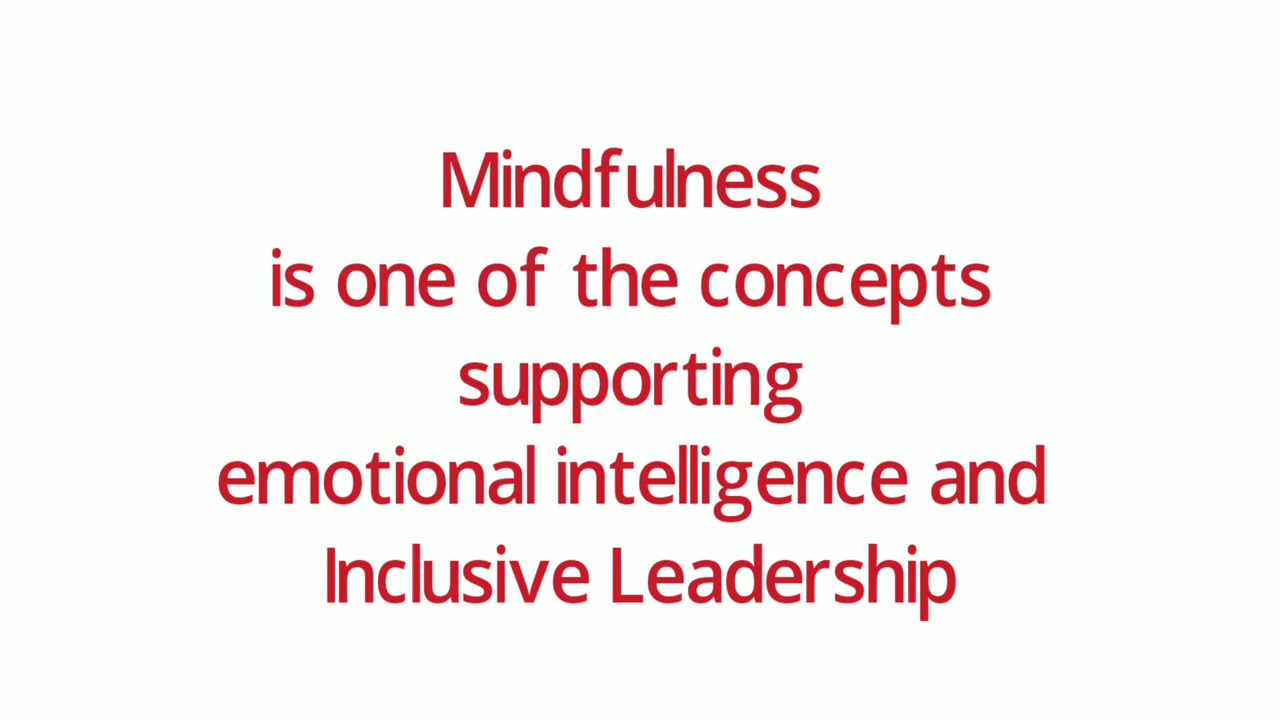 Mindfulness
is one of the concepts
supporting
emotional intelligence and
Inclusive Leadership